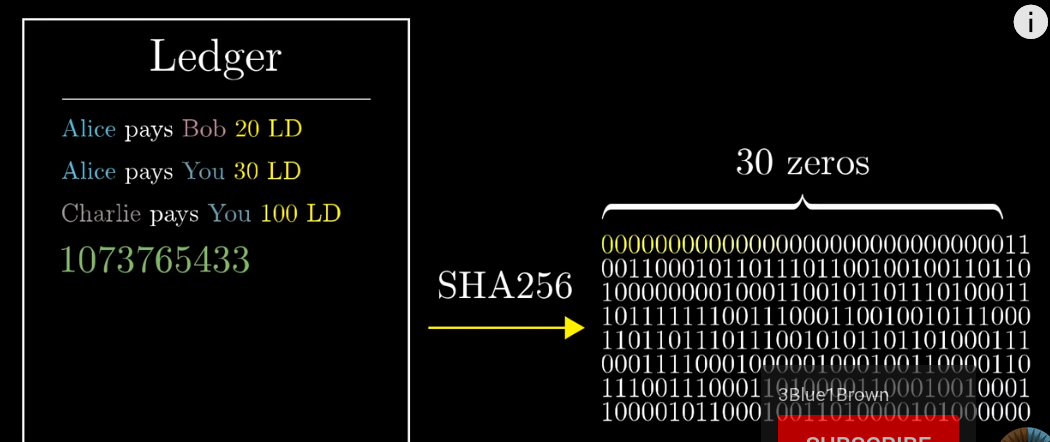 Ledger
Alice pays Bob 20 LD
Alice pays You 30 LD
Charlie pays You 100 LD
1073765433
SHA256
30 zeros
00000000000000000000000000000011
00110001011011101100100100110110
10000000010001100101101110100011
10111111100111000110010010111000
11011011101110010101101101000111
00011110001000001000100110000110
10000101100010011010000101000000
3Blue1Brown
SUBSCRIBE
i